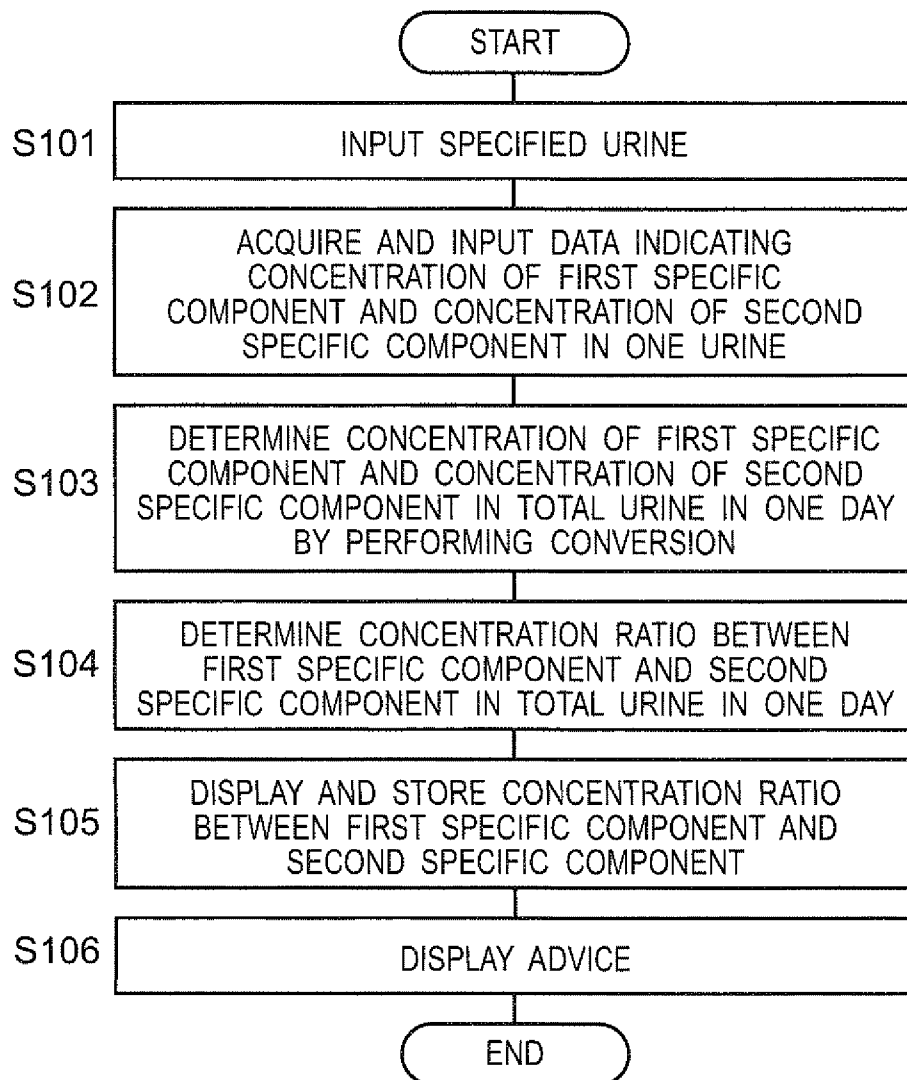 START
S101
INPUT SPECIFIED URINE
S102
ACQUIRE AND INPUT DATA INDICATING
CONCENTRATION OF FIRST SPECIFIC
COMPONENT AND CONCENTRATION OF SECOND
SPECIFIC COMPONENT IN ONE URINE
S103
DETERMINE CONCENTRATION OF FIRST SPECIFIC
COMPONENT AND CONCENTRATION OF SECOND
SPECIFIC COMPONENT IN TOTAL URINE IN ONE DAY
BY PERFORMING CONVERSION
S104
DETERMINE CONCENTRATION RATIO BETWEEN
FIRST SPECIFIC COMPONENT AND SECOND
SPECIFIC COMPONENT IN TOTAL URINE IN ONE DAY
S105
DISPLAY AND STORE CONCENTRATION RATIO
BETWEEN FIRST SPECIFIC COMPONENT AND
SECOND SPECIFIC COMPONENT
S106
DISPLAY ADVICE
END